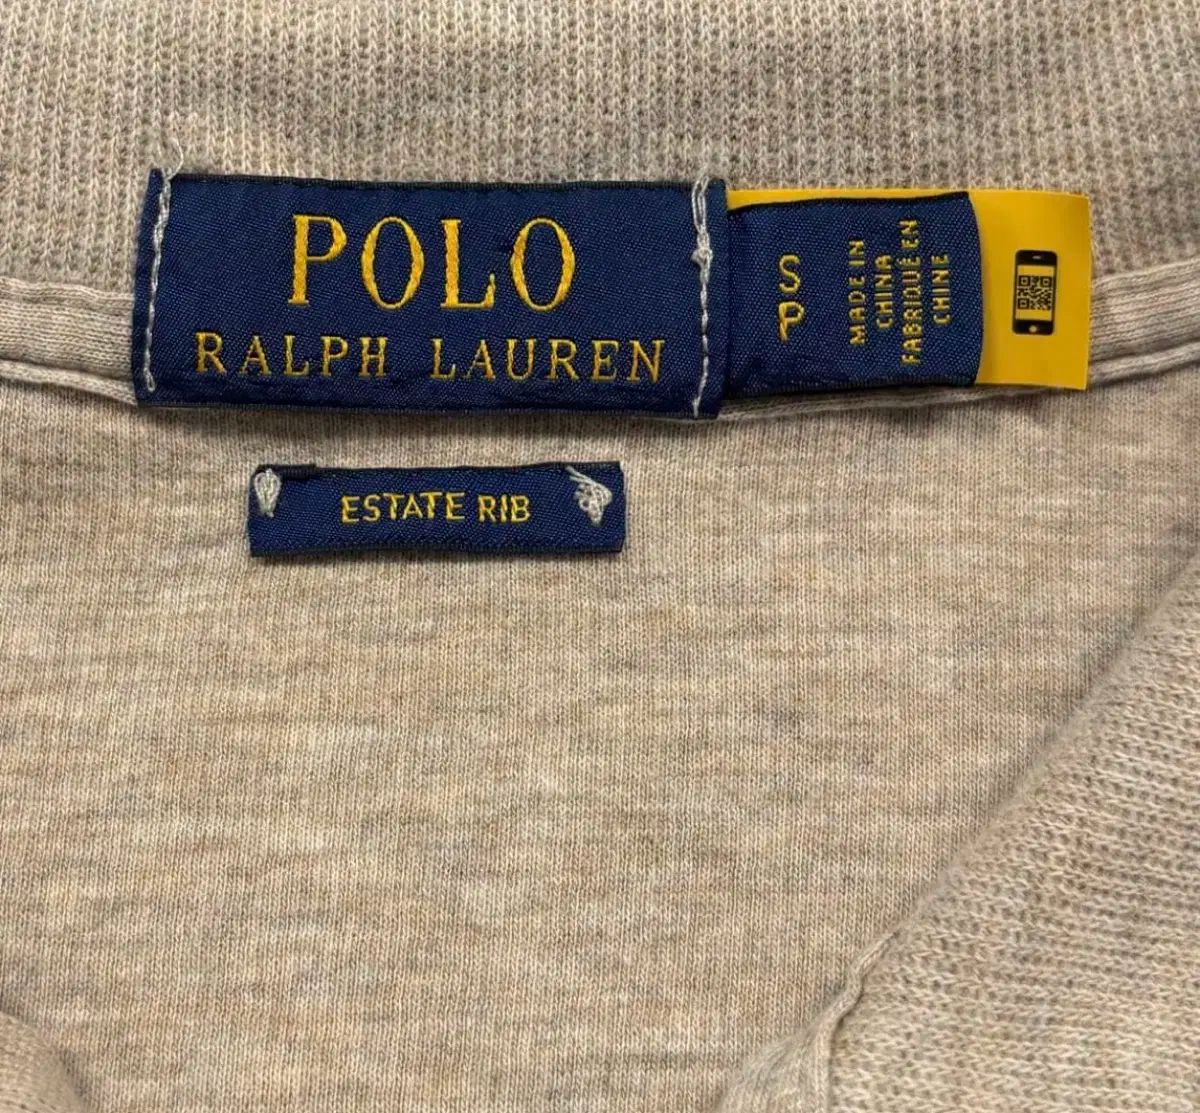 POLO
RALPH LAUREN
S
P
MADE IN
CHINA
FABRIQUÉ EN
CHINE
ESTATE RIB